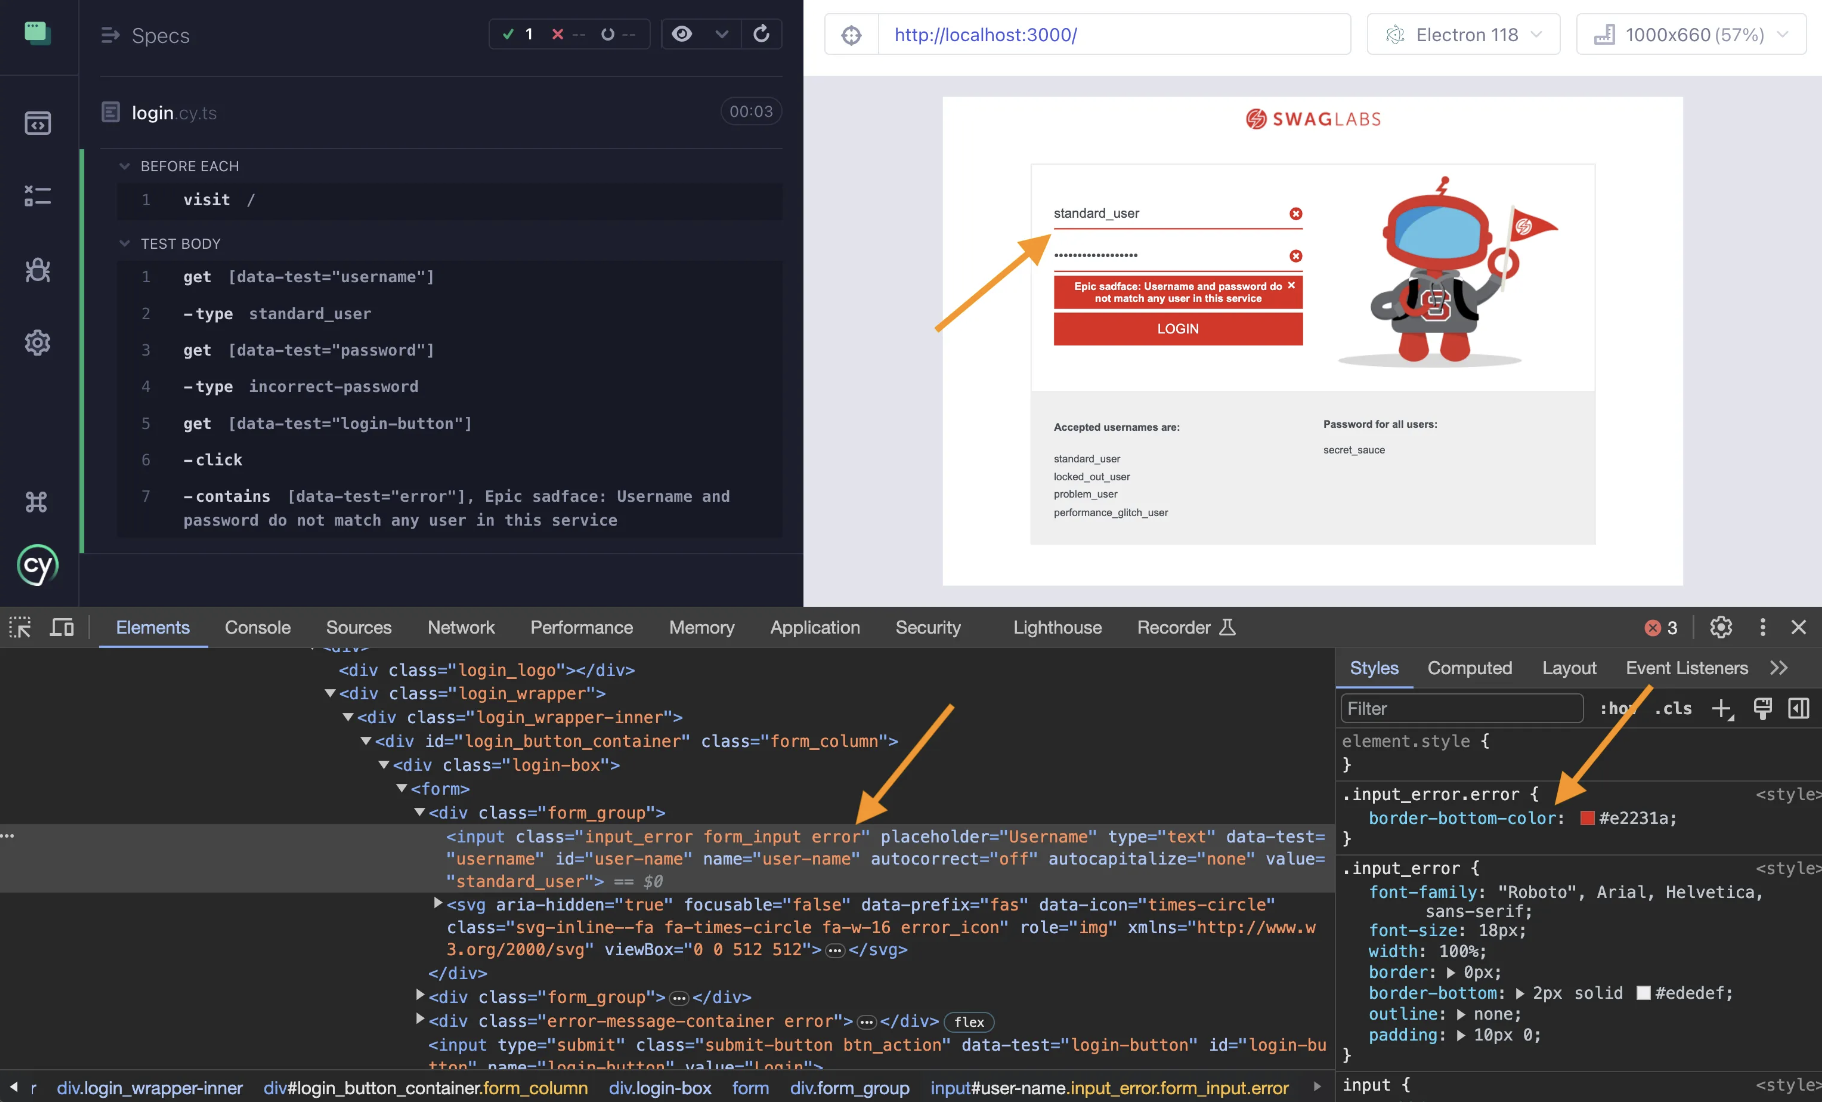 Specs
1 -- --
http://localhost:3000/
Electron 118
1000x660 (57%)
login.cy.ts
00:03
BEFORE EACH
1 visit /
TEST BODY
1 get [data-test="username"]
2 -type standard_user
3 get [data-test="password"]
4 -type incorrect-password
5 get [data-test="login-button"]
6 -click
7 -contains [data-test="error"], Epic sadface: Username and
password do not match any user in this service
cy
SWAGLABS
standard_user
••••••••••••••••••
Epic sadface: Username and password do
not match any user in this service
LOGIN
Accepted usernames are:
standard_user
locked_out_user
problem_user
performance_glitch_user
Password for all users:
secret_sauce
Elements Console Sources Network Performance Memory Application Security Lighthouse Recorder
3
<div>
<div class="login_logo"></div>
<div class="login_wrapper">
<div class="login_wrapper-inner">
<div id="login_button_container" class="form_column">
<div class="login-box">
<form>
<div class="form_group">
<input class="input_error form_input error" placeholder="Username" type="text" data-test=
"username" id="user-name" name="user-name" autocorrect="off" autocapitalize="none" value=
"standard_user"> == $0
<svg aria-hidden="true" focusable="false" data-prefix="fas" data-icon="times-circle"
class="svg-inline--fa fa-times-circle fa-w-16 error_icon" role="img" xmlns="http://www.w
3.org/2000/svg" viewBox="0 0 512 512">…</svg>
</div>
<div class="form_group">…</div>
<div class="error-message-container error">…</div> flex
<input type="submit" class="submit-button btn_action" data-test="login-button" id="login-bu
tton" name="login-button" value="Login">
r div.login_wrapper-inner div#login_button_container.form_column div.login-box form div.form_group input#user-name.input_error.form_input.error
Styles Computed Layout Event Listeners
Filter
.cls
element.style {
}
.input_error.error { <style>
border-bottom-color: #e2231a;
}
.input_error { <style>
font-family: "Roboto", Arial, Helvetica,
sans-serif;
font-size: 18px;
width: 100%;
border: 0px;
border-bottom: 2px solid #ededef;
outline: none;
padding: 10px 0;
}
input { <style>